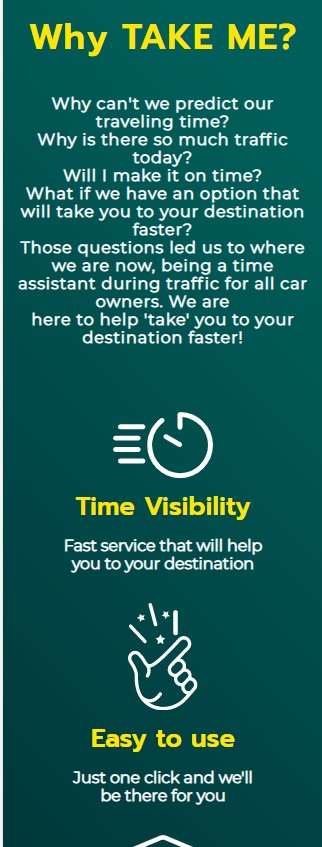 Why TAKE ME?
Why can't we predict our
traveling time?
Why is there so much traffic
today?
Will I make it on time?
What if we have an option that
will take you to your destination
faster?
Those questions led us to where
we are now, being a time
assistant during traffic for all car
owners. We are
here to help 'take' you to your
destination faster!
Time Visibility
Fast service that will help
you to your destination
Easy to use
Just one click and we'll
be there for you